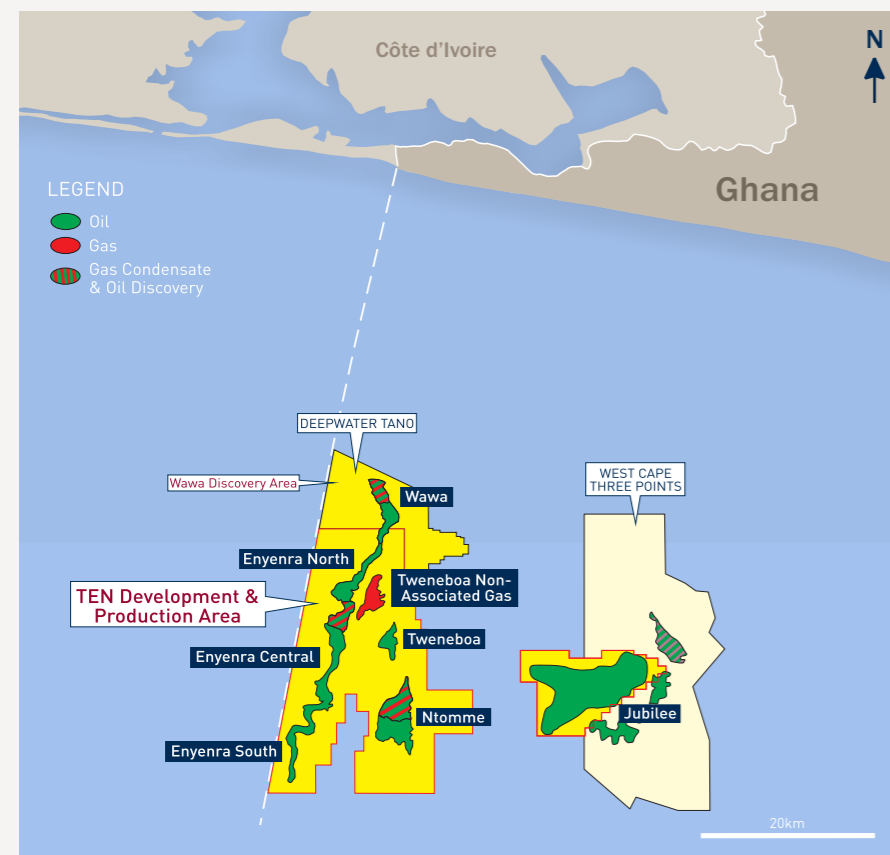 Côte d'Ivoire
N
Ghana
LEGEND
Oil
Gas
Gas Condensate
& Oil Discovery
DEEPWATER TANO
Wawa Discovery Area
Wawa
WEST CAPE
THREE POINTS
Enyenra North
Tweneboa Non-
Associated Gas
TEN Development &
Production Area
Tweneboa
Enyenra Central
Ntomme
Jubilee
Enyenra South
20km